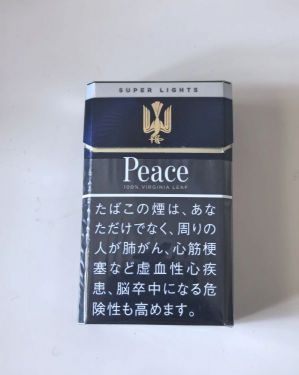 SUPER LIGHTS
Peace
100% VIRGINIA LEAF
たばこの煙は、あな
ただけでなく、周りの
人が肺がん、心筋梗
塞など虚血性心疾
患、脳卒中になる危
険性も高めます。